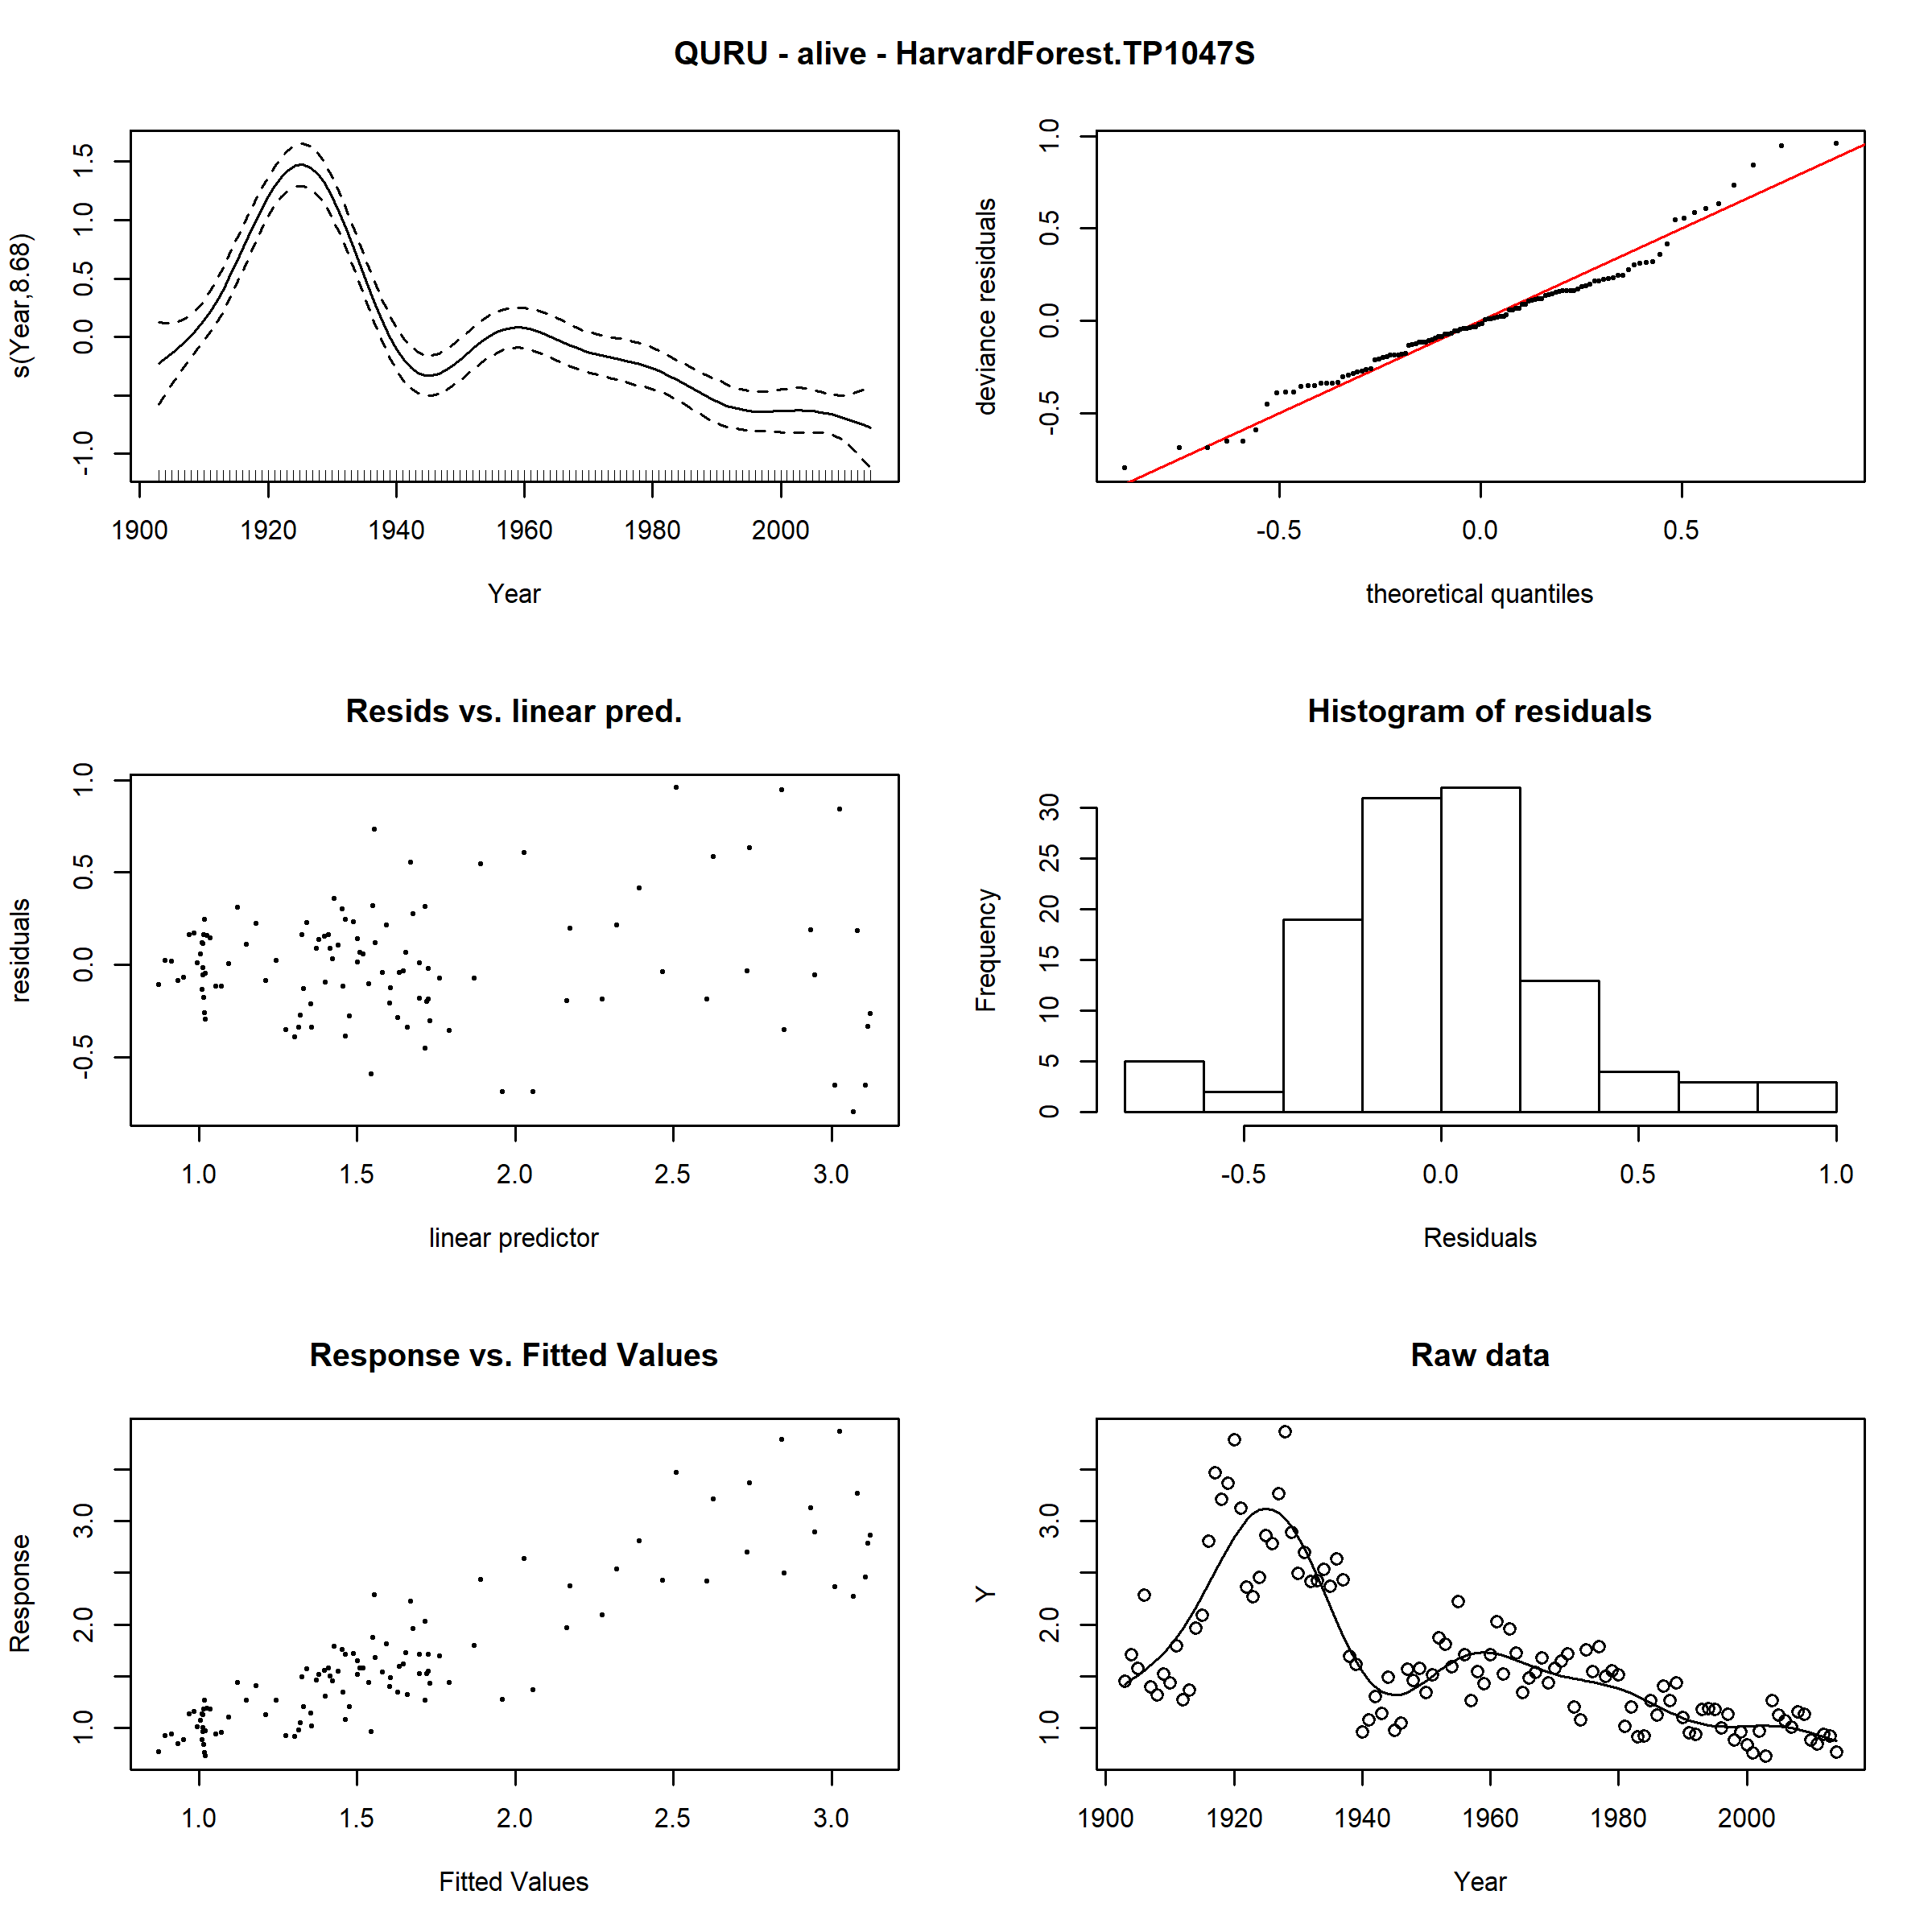 QURU - alive - HarvardForest.TP1047S
s(Year,8.68)
-1.0 0.0 0.5 1.0 1.5
1900 1920 1940 1960 1980 2000
Year
deviance residuals
-0.5 0.0 0.5 1.0
-0.5 0.0 0.5
theoretical quantiles
Resids vs. linear pred.
residuals
-0.5 0.0 0.5 1.0
1.0 1.5 2.0 2.5 3.0
linear predictor
Histogram of residuals
Frequency
0 5 10 15 20 25 30
-0.5 0.0 0.5 1.0
Residuals
Response vs. Fitted Values
Response
1.0 2.0 3.0
1.0 1.5 2.0 2.5 3.0
Fitted Values
Raw data
Y
1.0 2.0 3.0
1900 1920 1940 1960 1980 2000
Year